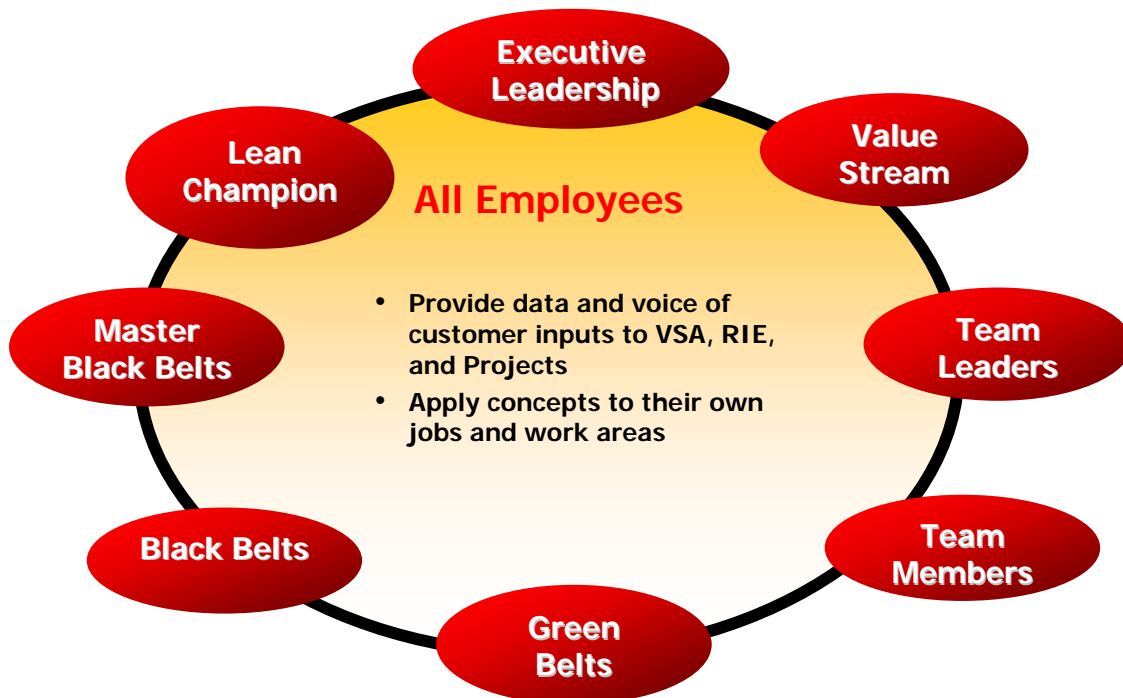 Executive
Leadership
Value
Stream
Lean
Champion
All Employees
Master
Black Belts
• Provide data and voice of
customer inputs to VSA, RIE,
and Projects
• Apply concepts to their own
jobs and work areas
Team
Leaders
Black Belts
Team
Members
Green
Belts